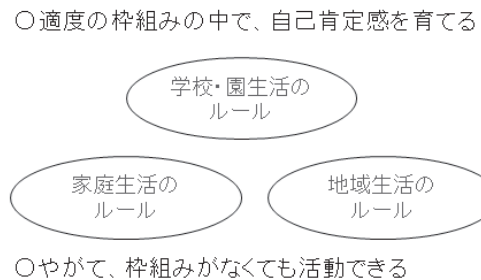 ○適度の枠組みの中で、自己肯定感を育てる
学校・園生活の
ルール
家庭生活の
ルール
地域生活の
ルール
○やがて、枠組みがなくても活動できる